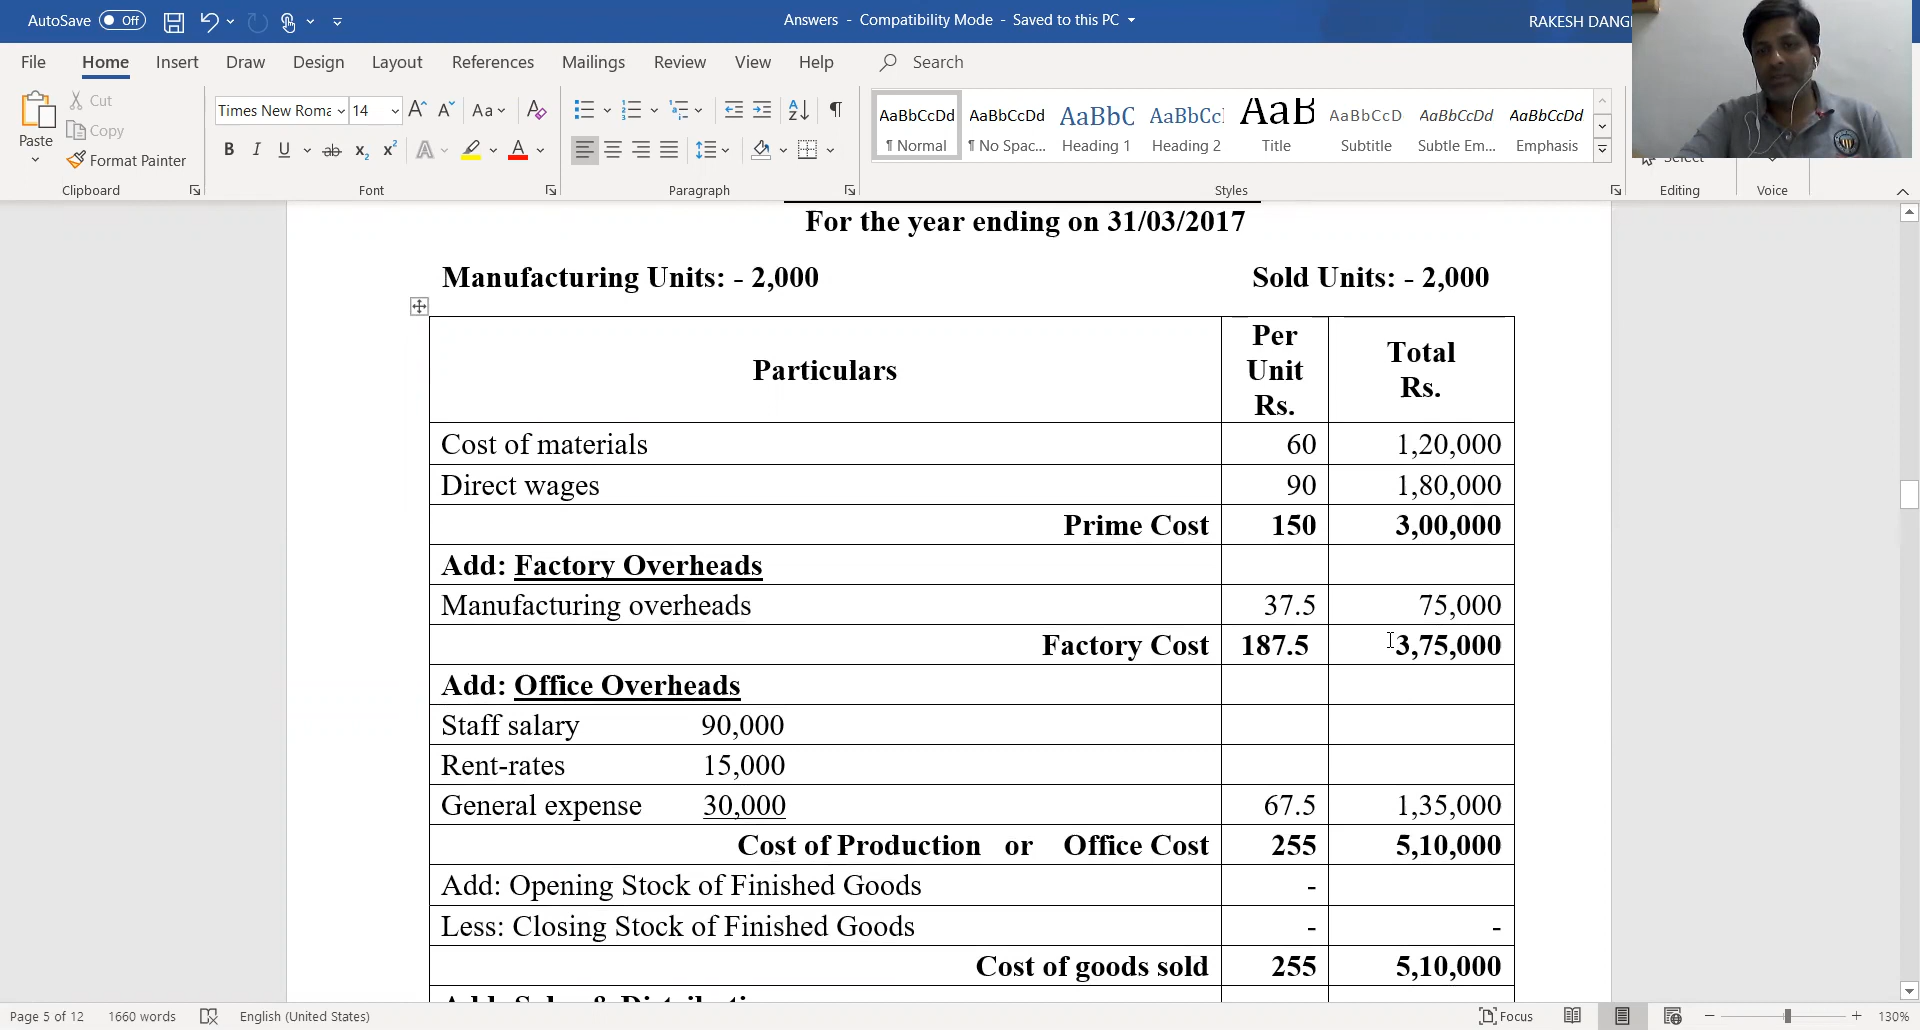 AutoSave Off Answers - Compatibility Mode - Saved to this PC RAKESH DANGI
File Home Insert Draw Design Layout References Mailings Review View Help Search
Paste Cut Copy Format Painter
Clipboard
Times New Roma 14 Aa
B I U ab x2 x2 A A
Font
Paragraph
AaBbCcDd AaBbCcDd AaBbC AaBbCcI AaB AaBbCcD AaBbCcDd AaBbCcDd
¶ Normal ¶ No Spac... Heading 1 Heading 2 Title Subtitle Subtle Em... Emphasis
Styles
Select
Editing
Voice
For the year ending on 31/03/2017
Manufacturing Units: - 2,000 Sold Units: - 2,000
Particulars Per Unit Rs. Total Rs.
Cost of materials 60 1,20,000
Direct wages 90 1,80,000
Prime Cost 150 3,00,000
Add: Factory Overheads
Manufacturing overheads 37.5 75,000
Factory Cost 187.5 3,75,000
Add: Office Overheads
Staff salary 90,000
Rent-rates 15,000
General expense 30,000 67.5 1,35,000
Cost of Production or Office Cost 255 5,10,000
Add: Opening Stock of Finished Goods -
Less: Closing Stock of Finished Goods - -
Cost of goods sold 255 5,10,000
Page 5 of 12 1660 words English (United States) Focus 130%